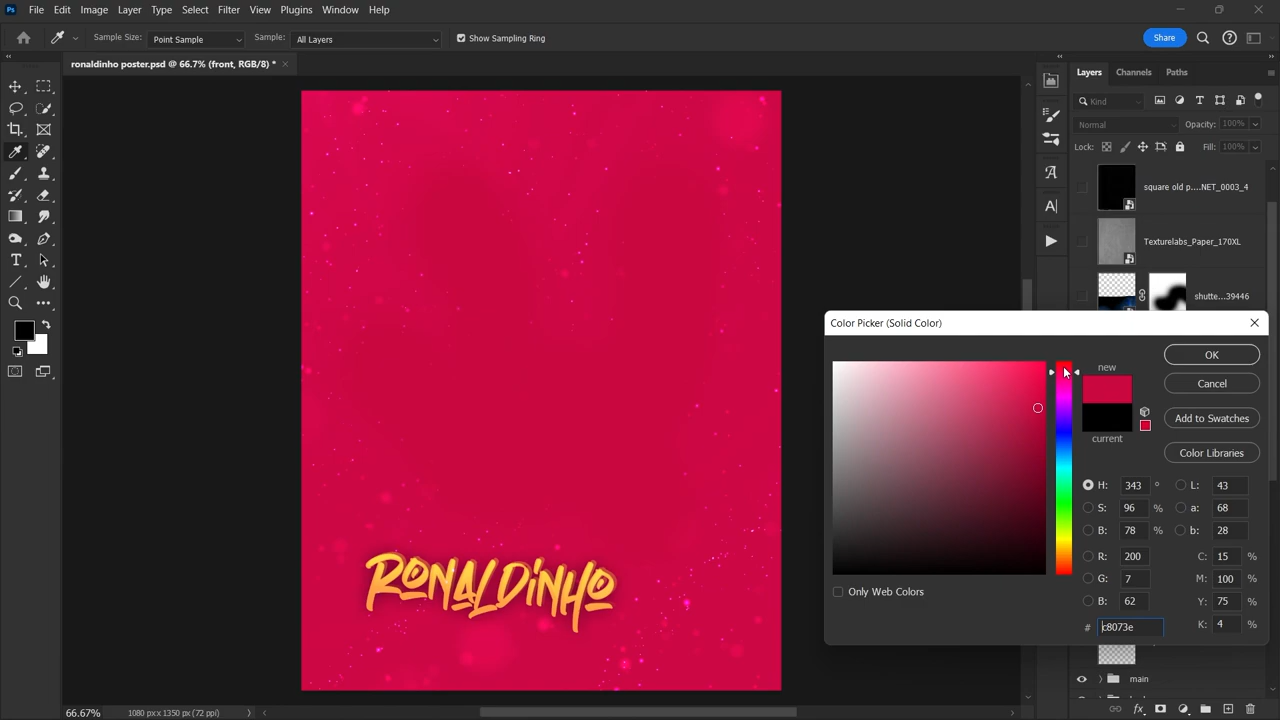 Ps File Edit Image Layer Type Select Filter View Plugins Window Help
Sample Size: Point Sample Sample: All Layers Show Sampling Ring Share
ronaldinho poster.psd @ 66.7% (front, RGB/8) *
Layers Channels Paths
Kind
Normal Opacity: 100%
Lock: Fill: 100%
square old p....NET_0003_4
Texturelabs_Paper_170XL
shutte...39446
Color Picker (Solid Color)
new
current
OK
Cancel
Add to Swatches
Color Libraries
H: 343 ° L: 43
S: 96 % a: 68
B: 78 % b: 28
R: 200 C: 15 %
G: 7 M: 100 %
B: 62 Y: 75 %
# c8073e K: 4 %
Only Web Colors
RONALDiNHO
main
66.67% 1080 px x 1350 px (72 ppi)